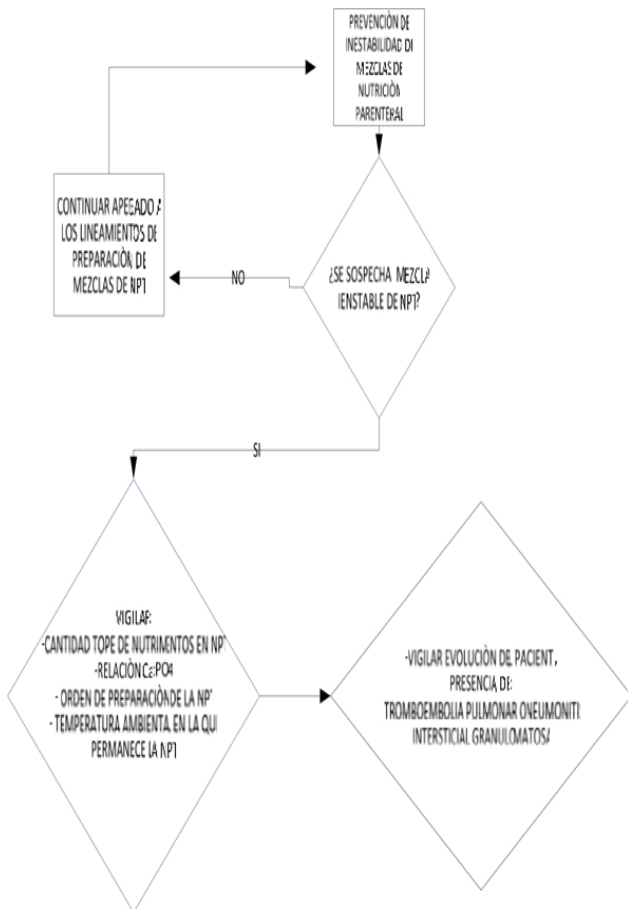 PREVENCIÓN DE
INESTABILIDAD DE
MEZCLAS DE
NUTRICIÓN
PARENTERAL
CONTINUAR APEGADO A
LOS LINEAMIENTOS DE
PREPARACIÓN DE
MEZCLAS DE NPT
NO
¿SE SOSPECHA MEZCLA
IENSTABLE DE NPT?
SI
VIGILAR:
-CANTIDAD TOPE DE NUTRIMENTOS EN NPT
-RELACIÓN Ca:PO4
- ORDEN DE PREPARACIÓN DE LA NPT
- TEMPERATURA AMBIENTAL EN LA QUE
PERMANECE LA NPT
-VIGILAR EVOLUCIÓN DEL PACIENTE
PRESENCIA DE:
TROMBOEMBOLIA PULMONAR
INTERSTICIAL GRANULOMATOSA